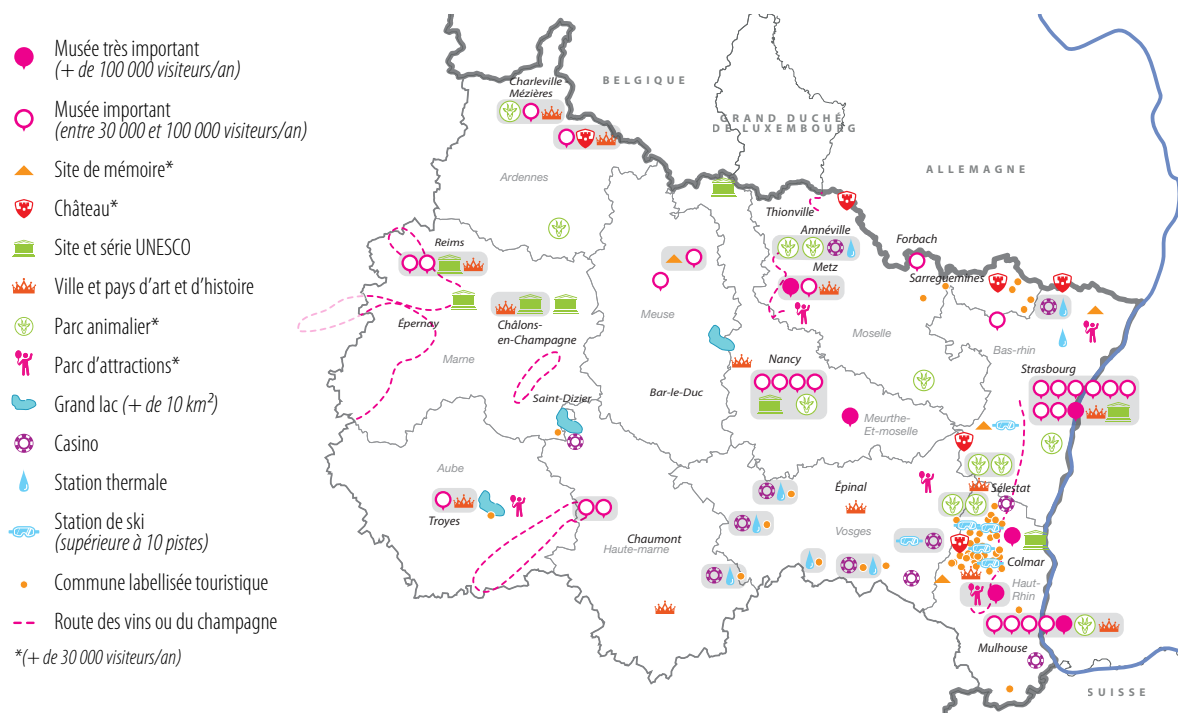 Musée très important
(+ de 100 000 visiteurs/an)
Musée important
(entre 30 000 et 100 000 visiteurs/an)
Site de mémoire*
Château*
Site et série UNESCO
Ville et pays d'art et d'histoire
Parc animalier*
Parc d'attractions*
Grand lac (+ de 10 km²)
Casino
Station thermale
Station de ski
(supérieure à 10 pistes)
Commune labellisée touristique
Route des vins ou du champagne
*(+ de 30 000 visiteurs/an)
BELGIQUE
GRAND DUCHÉ
DE LUXEMBOURG
ALLEMAGNE
SUISSE
Charleville-
Mézières
Ardennes
Thionville
Amnéville
Forbach
Reims
Metz
Sarreguemines
Épernay
Châlons-
en-Champagne
Meuse
Moselle
Marne
Bas-rhin
Nancy
Strasbourg
Saint-Dizier
Bar-le-Duc
Meurthe-
Et-moselle
Aube
Troyes
Épinal
Sélestat
Vosges
Chaumont
Haute-marne
Colmar
Haut-
Rhin
Mulhouse